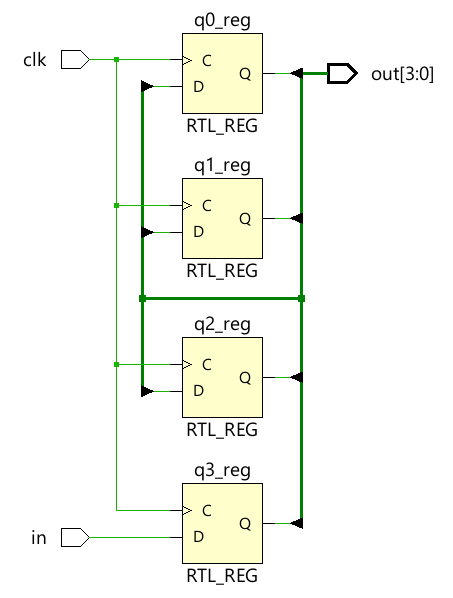 q0_reg
clk
C
Q
out[3:0]
D
RTL_REG
q1_reg
C
Q
D
RTL_REG
q2_reg
C
Q
D
RTL_REG
q3_reg
C
Q
in
D
RTL_REG